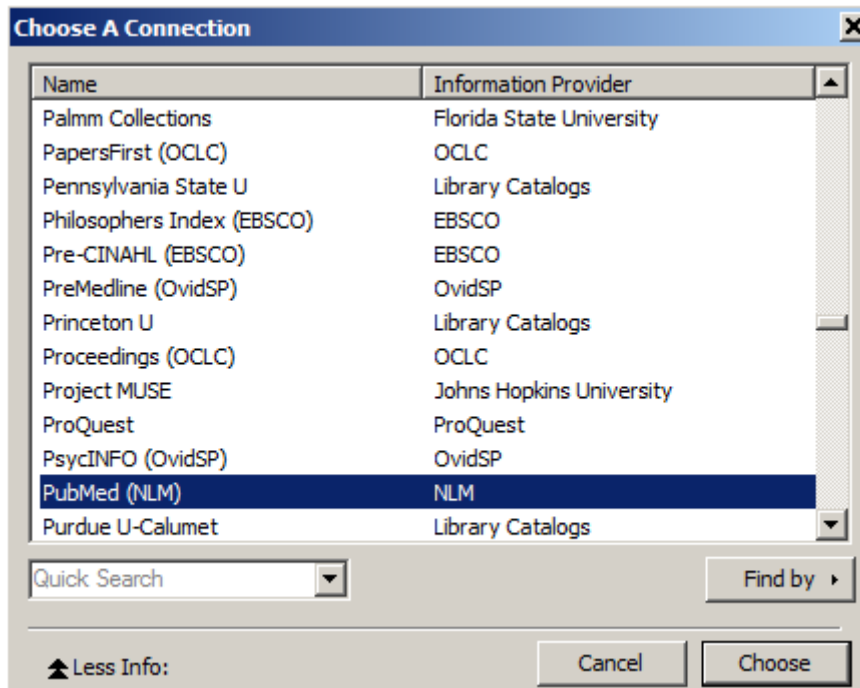 Choose A Connection
Name Information Provider
Palmm Collections Florida State University
PapersFirst (OCLC) OCLC
Pennsylvania State U Library Catalogs
Philosophers Index (EBSCO) EBSCO
Pre-CINAHL (EBSCO) EBSCO
PreMedline (OvidSP) OvidSP
Princeton U Library Catalogs
Proceedings (OCLC) OCLC
Project MUSE Johns Hopkins University
ProQuest ProQuest
PsycINFO (OvidSP) OvidSP
PubMed (NLM) NLM
Purdue U-Calumet Library Catalogs
Quick Search Find by
Less Info: Cancel Choose